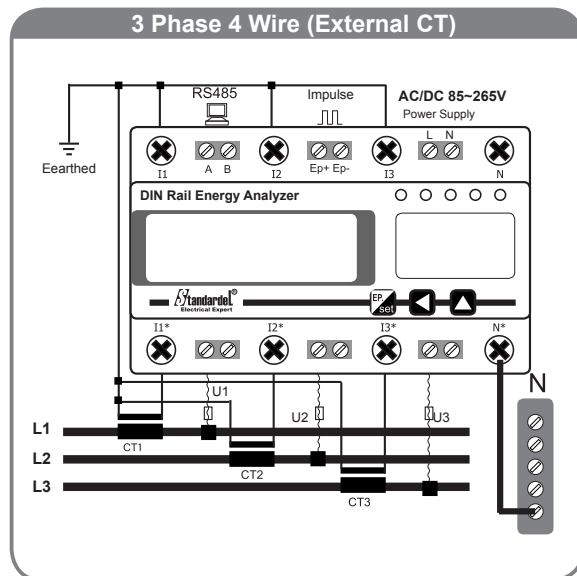 3 Phase 4 Wire (External CT)
RS485
Impulse
AC/DC 85~265V
Power Supply
Eearthed
I1
A B
I2
Ep+ Ep-
I3
L N
N
DIN Rail Energy Analyzer
Standardel®
Electrical Expert
EP.
set
I1*
I2*
I3*
N*
N
U1
U2
U3
L1
CT1
L2
CT2
L3
CT3